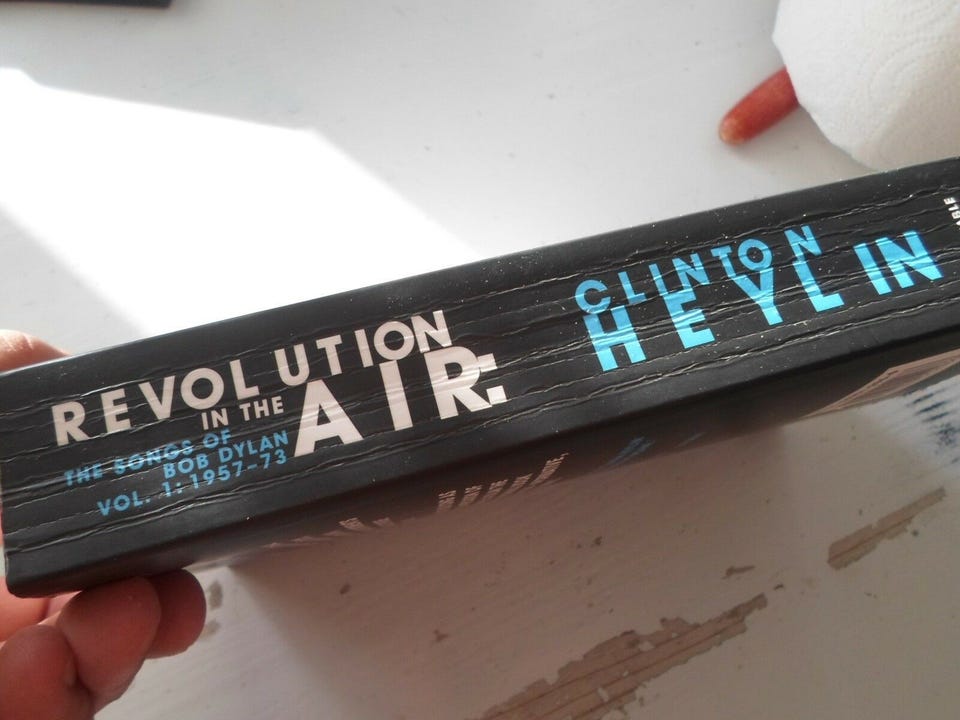 REVOLUTION
IN THE
AIR:
THE SONGS OF
BOB DYLAN
VOL. 1: 1957-73
CLINTON
HEYLIN